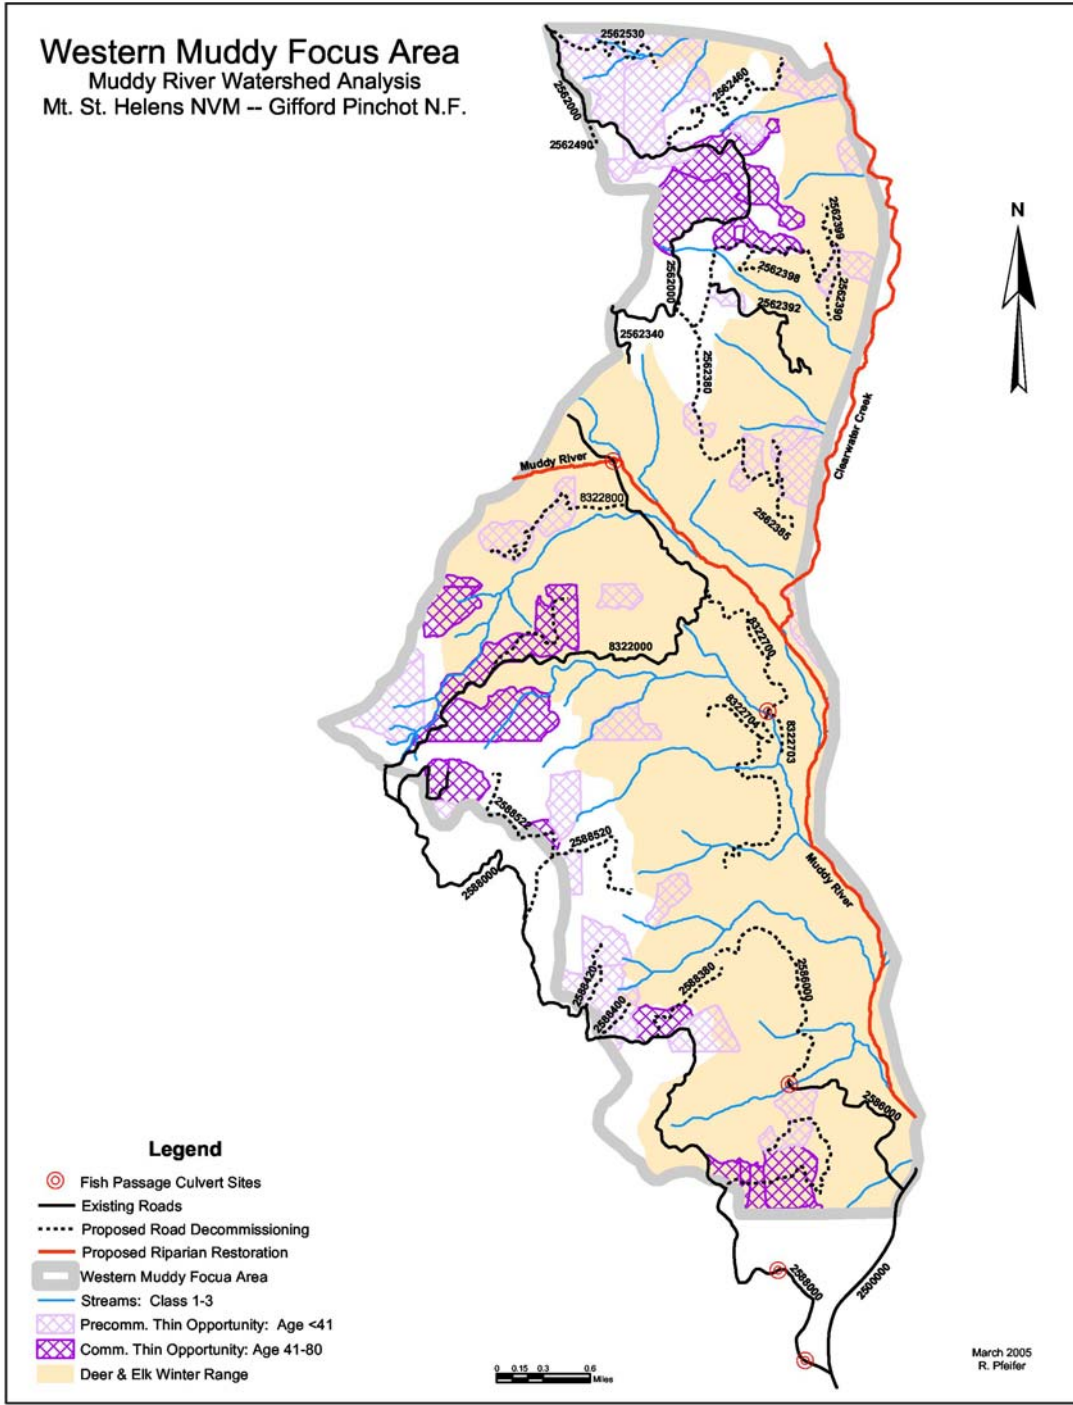 Western Muddy Focus Area
Muddy River Watershed Analysis
Mt. St. Helens NVM -- Gifford Pinchot N.F.
2562530
2562000
2562460
2562490
N
2562399
2562398
2562000
2562390
2562392
2562340
2562380
Clearwater Creek
Muddy River
8322800
2562385
8322000
8322700
8322704
8322703
2588522
2588520
2588000
Muddy River
2588420
2588380
2586000
2588400
2586000
Legend
Fish Passage Culvert Sites
Existing Roads
Proposed Road Decommissioning
Proposed Riparian Restoration
Western Muddy Focua Area
Streams: Class 1-3
Precomm. Thin Opportunity: Age <41
Comm. Thin Opportunity: Age 41-80
Deer & Elk Winter Range
2588000
2500000
0 0.15 0.3 0.6
Miles
March 2005
R. Pfeifer